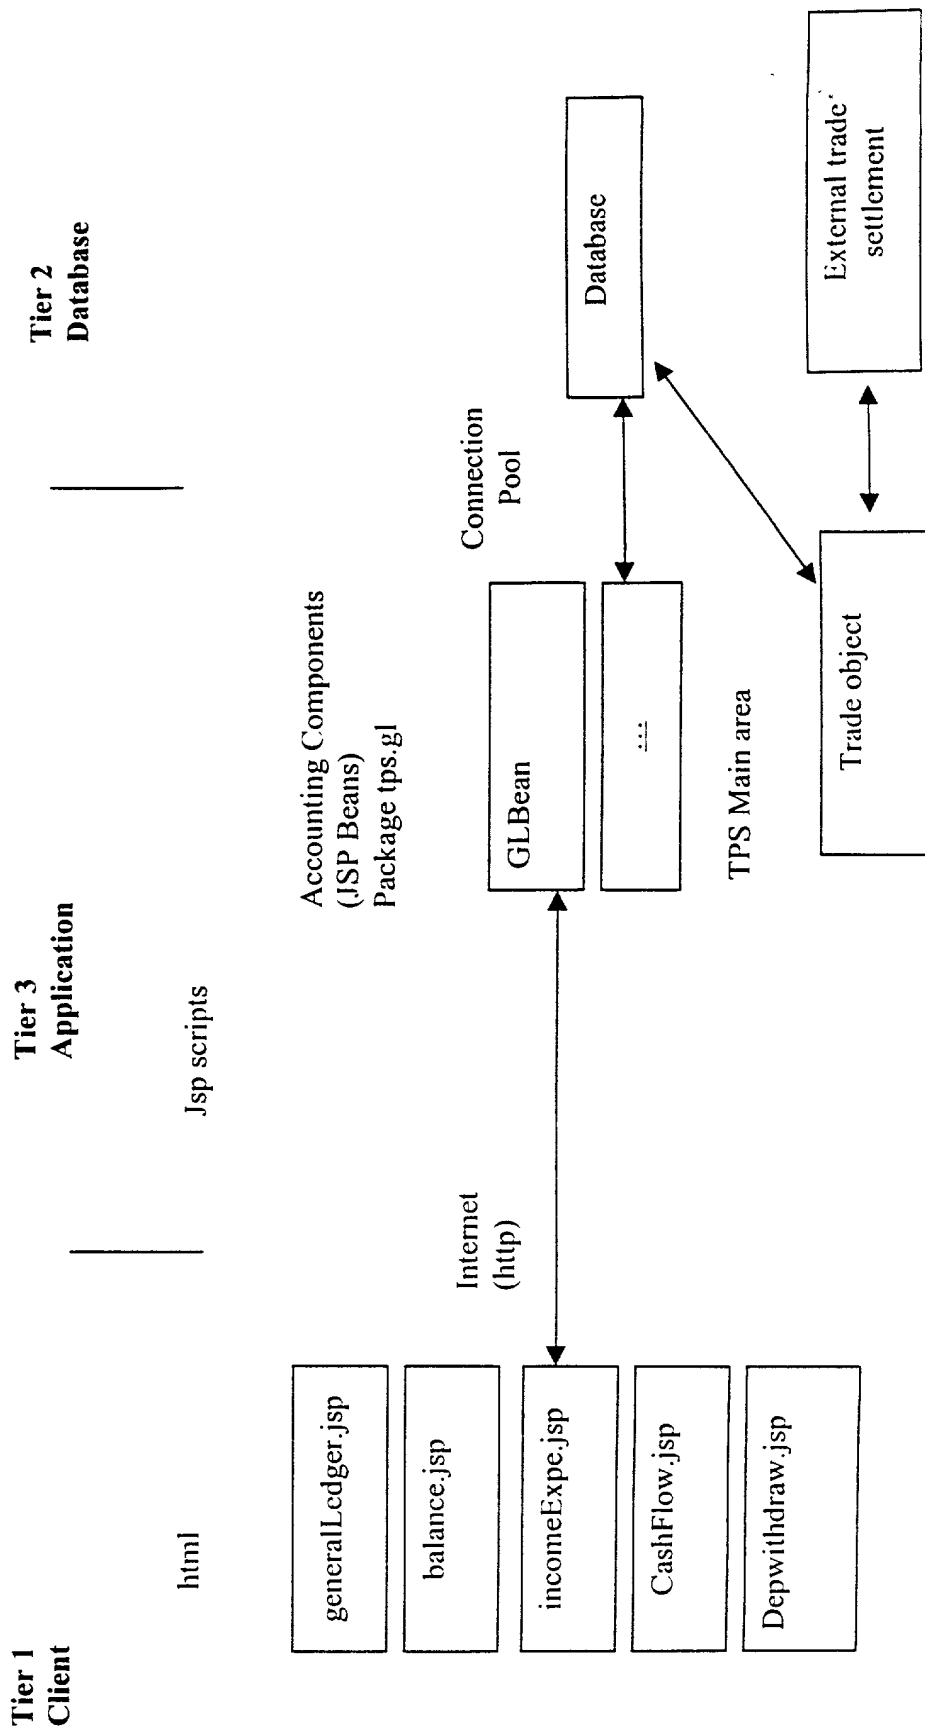 Tier 1
Client
Tier 3
Application
Tier 2
Database
html
Jsp scripts
Accounting Components
(JSP Beans)
Package tps.gl
Connection
Pool
Internet
(http)
generalLedger.jsp
balance.jsp
incomeExpe.jsp
CashFlow.jsp
Depwithdraw.jsp
GLBean
...
TPS Main area
Trade object
Database
External trade
settlement